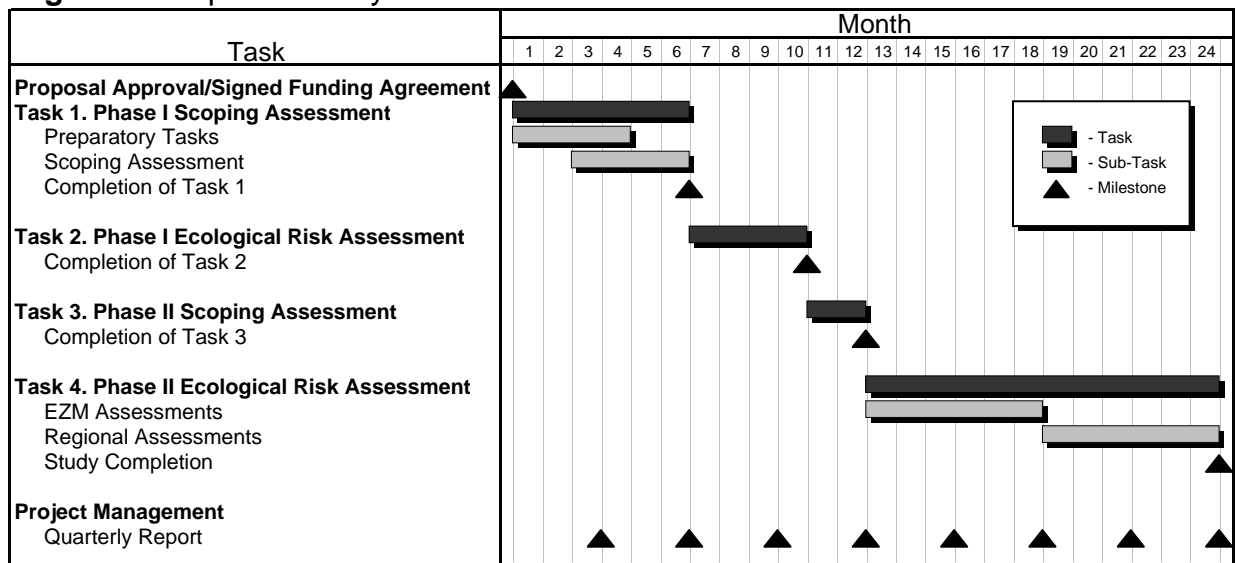 Month
Task
1 2 3 4 5 6 7 8 9 10 11 12 13 14 15 16 17 18 19 20 21 22 23 24
Proposal Approval/Signed Funding Agreement
Task 1. Phase I Scoping Assessment
Preparatory Tasks
Scoping Assessment
Completion of Task 1
- Task
- Sub-Task
- Milestone
Task 2. Phase I Ecological Risk Assessment
Completion of Task 2
Task 3. Phase II Scoping Assessment
Completion of Task 3
Task 4. Phase II Ecological Risk Assessment
EZM Assessments
Regional Assessments
Study Completion
Project Management
Quarterly Report